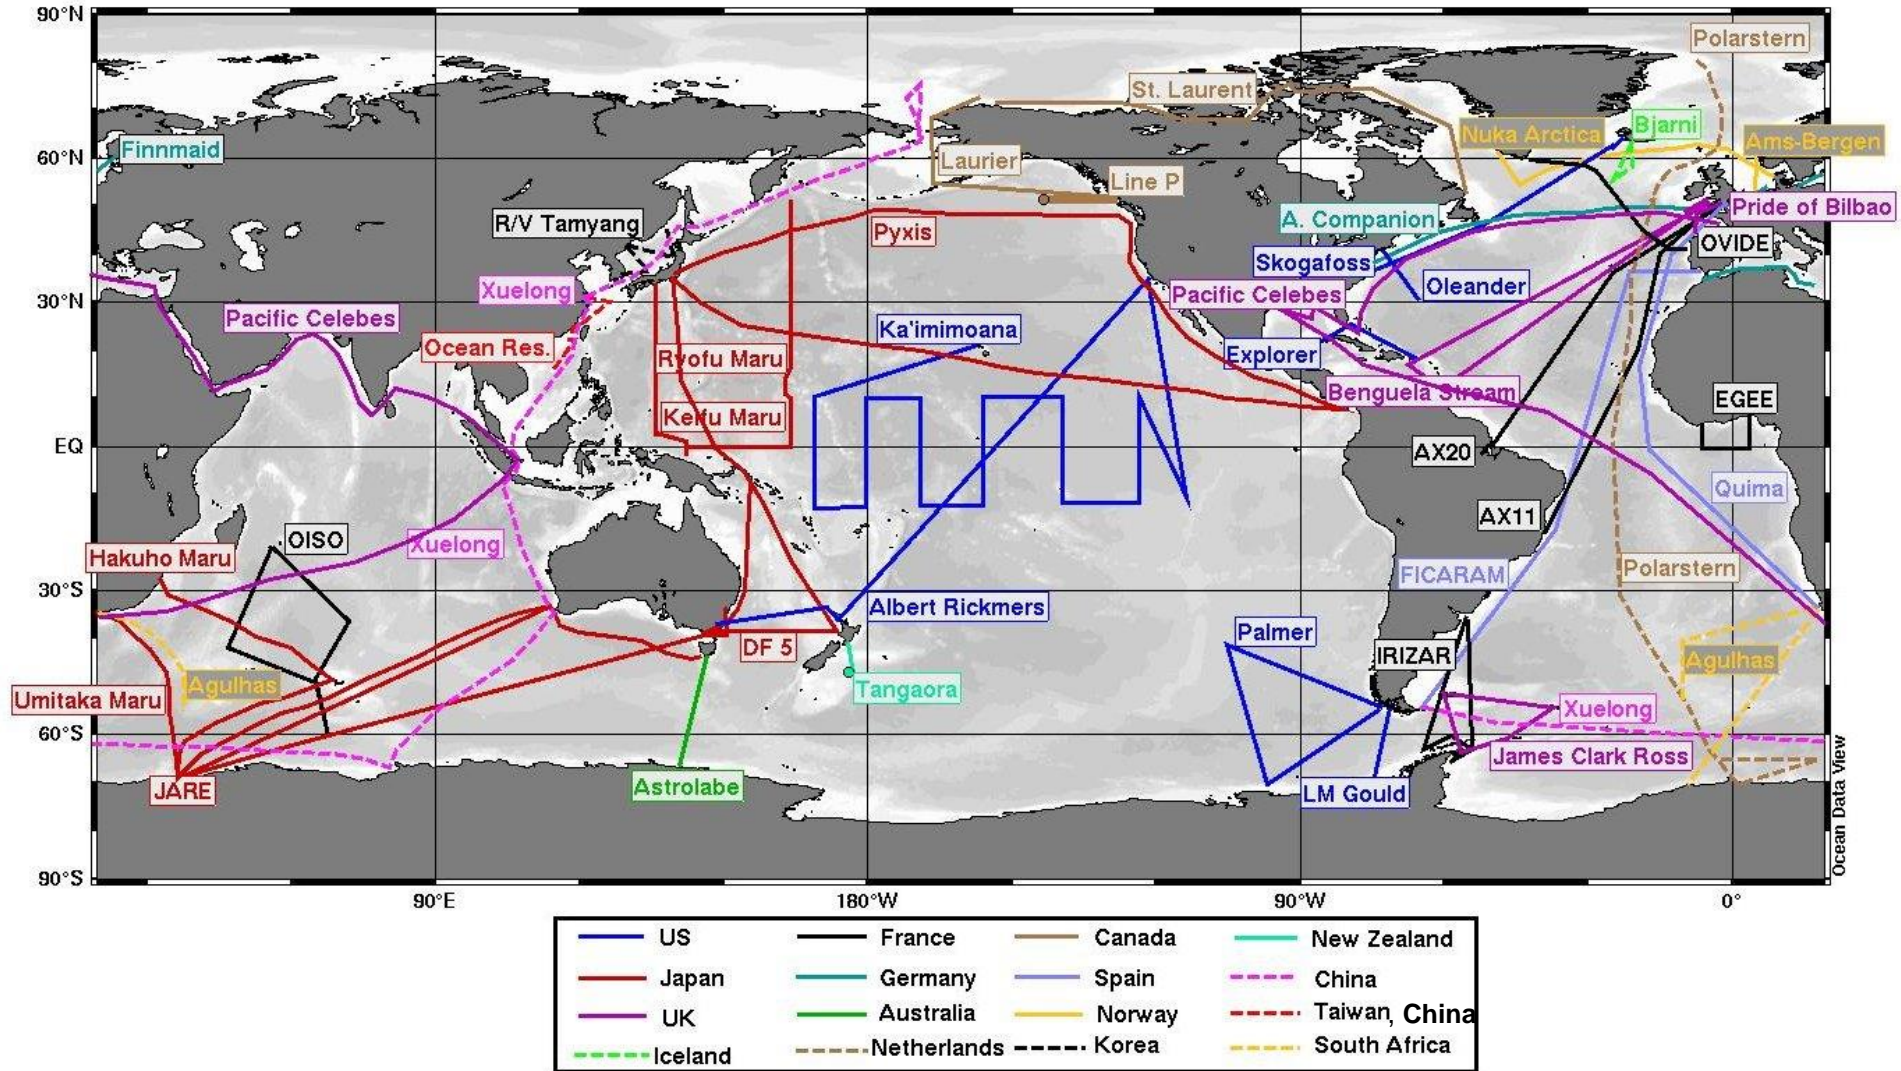 90°N
Polarstern
St. Laurent
Nuka Arctica
Bjarni
Ams-Bergen
60°N
Finnmaid
Laurier
Line P
R/V Tamyang
A. Companion
Pride of Bilbao
Pyxis
OVIDE
Skogafoss
Oleander
Xuelong
Pacific Celebes
30°N
Pacific Celebes
Ka'imimoana
Ocean Res.
Ryofu Maru
Explorer
Benguela Stream
Keifu Maru
EGEE
EQ
AX20
Quima
AX11
OISO
Xuelong
Hakuho Maru
FICARAM
Polarstern
30°S
Albert Rickmers
Palmer
DF 5
IRIZAR
Agulhas
Agulhas
Umitaka Maru
Tangaora
Xuelong
60°S
James Clark Ross
JARE
Astrolabe
LM Gould
Ocean Data View
90°S
90°E
180°W
90°W
0°
US
France
Canada
New Zealand
Japan
Germany
Spain
China
UK
Australia
Norway
Taiwan, China
Iceland
Netherlands
Korea
South Africa